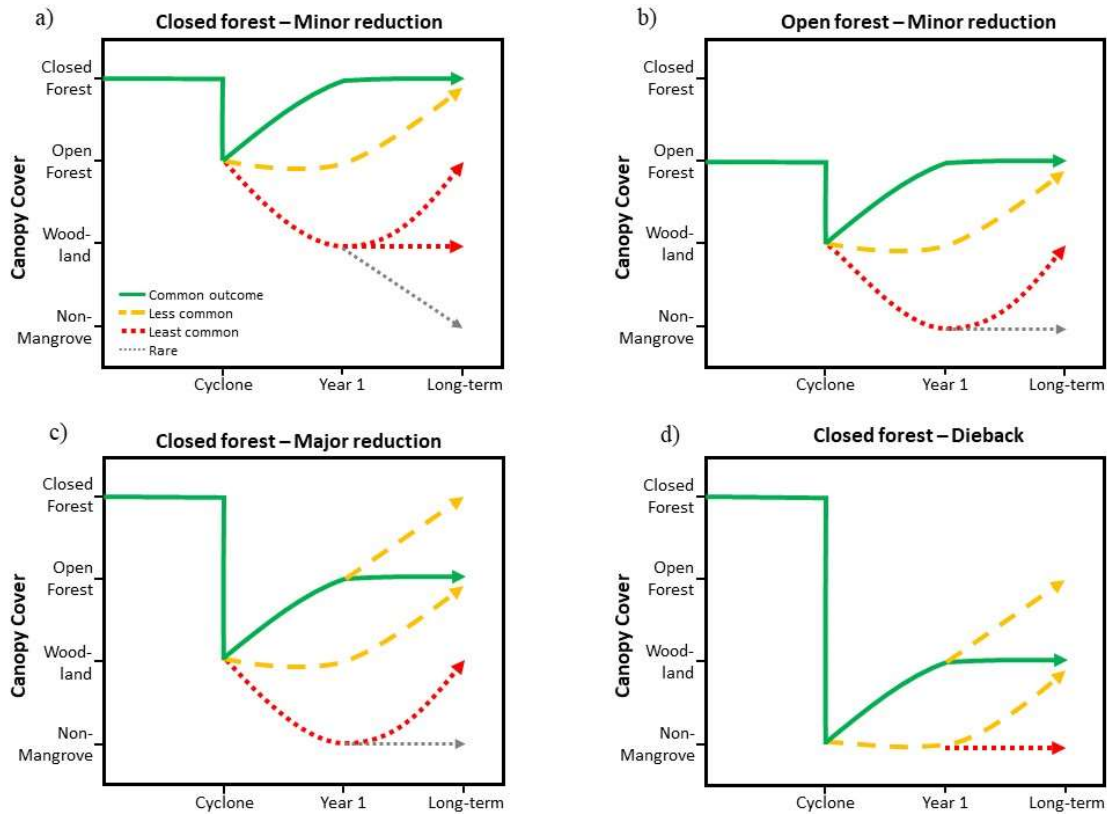 a)
Closed forest – Minor reduction
Canopy Cover
Closed
Forest
Open
Forest
Wood-
land
Non-
Mangrove
Common outcome
Less common
Least common
Rare
Cyclone
Year 1
Long-term
b)
Open forest – Minor reduction
Canopy Cover
Closed
Forest
Open
Forest
Wood-
land
Non-
Mangrove
Cyclone
Year 1
Long-term
c)
Closed forest – Major reduction
Canopy Cover
Closed
Forest
Open
Forest
Wood-
land
Non-
Mangrove
Cyclone
Year 1
Long-term
d)
Closed forest – Dieback
Canopy Cover
Closed
Forest
Open
Forest
Wood-
land
Non-
Mangrove
Cyclone
Year 1
Long-term